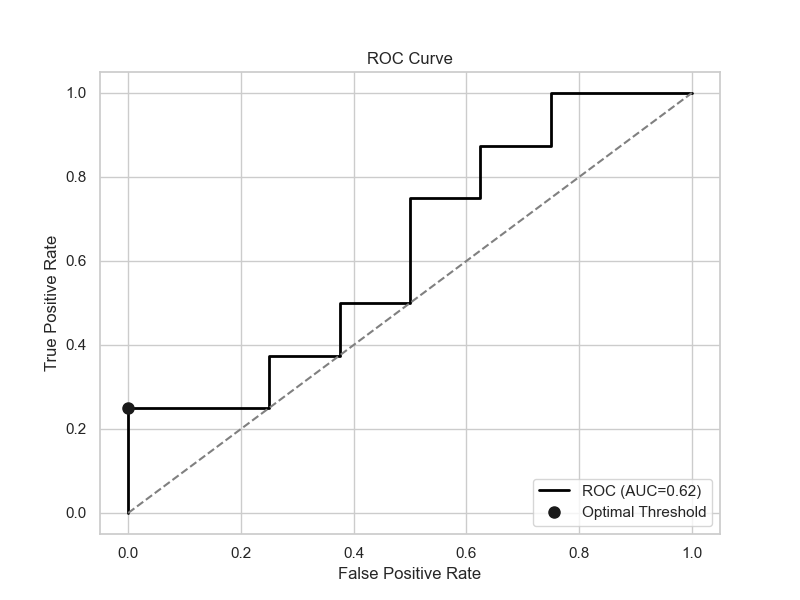 ROC Curve
True Positive Rate
1.0
0.8
0.6
0.4
0.2
0.0
0.0 0.2 0.4 0.6 0.8 1.0
False Positive Rate
ROC (AUC=0.62)
Optimal Threshold